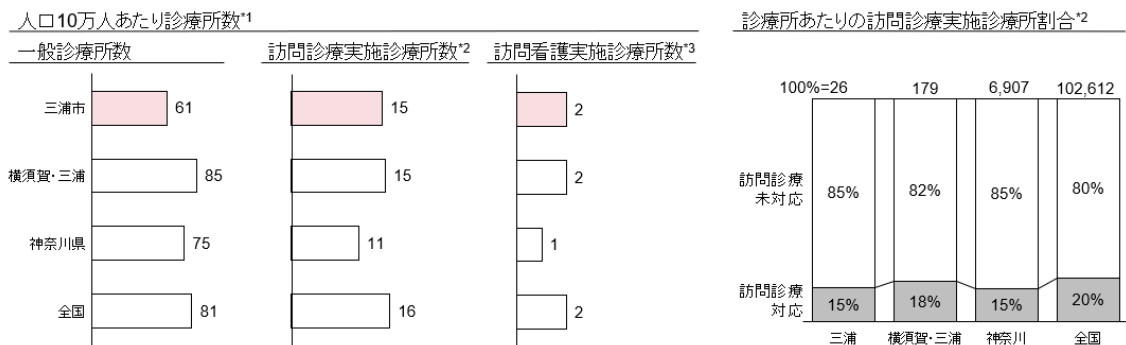 人口10万人あたり診療所数*1
一般診療所数
訪問診療実施診療所数*2
訪問看護実施診療所数*3
三浦市
61
15
2
横須賀・三浦
85
15
2
神奈川県
75
11
1
全国
81
16
2
診療所あたりの訪問診療実施診療所割合*2
100%=26
179
6,907
102,612
訪問診療
未対応
85%
82%
85%
80%
訪問診療
対応
15%
18%
15%
20%
三浦
横須賀・三浦
神奈川
全国